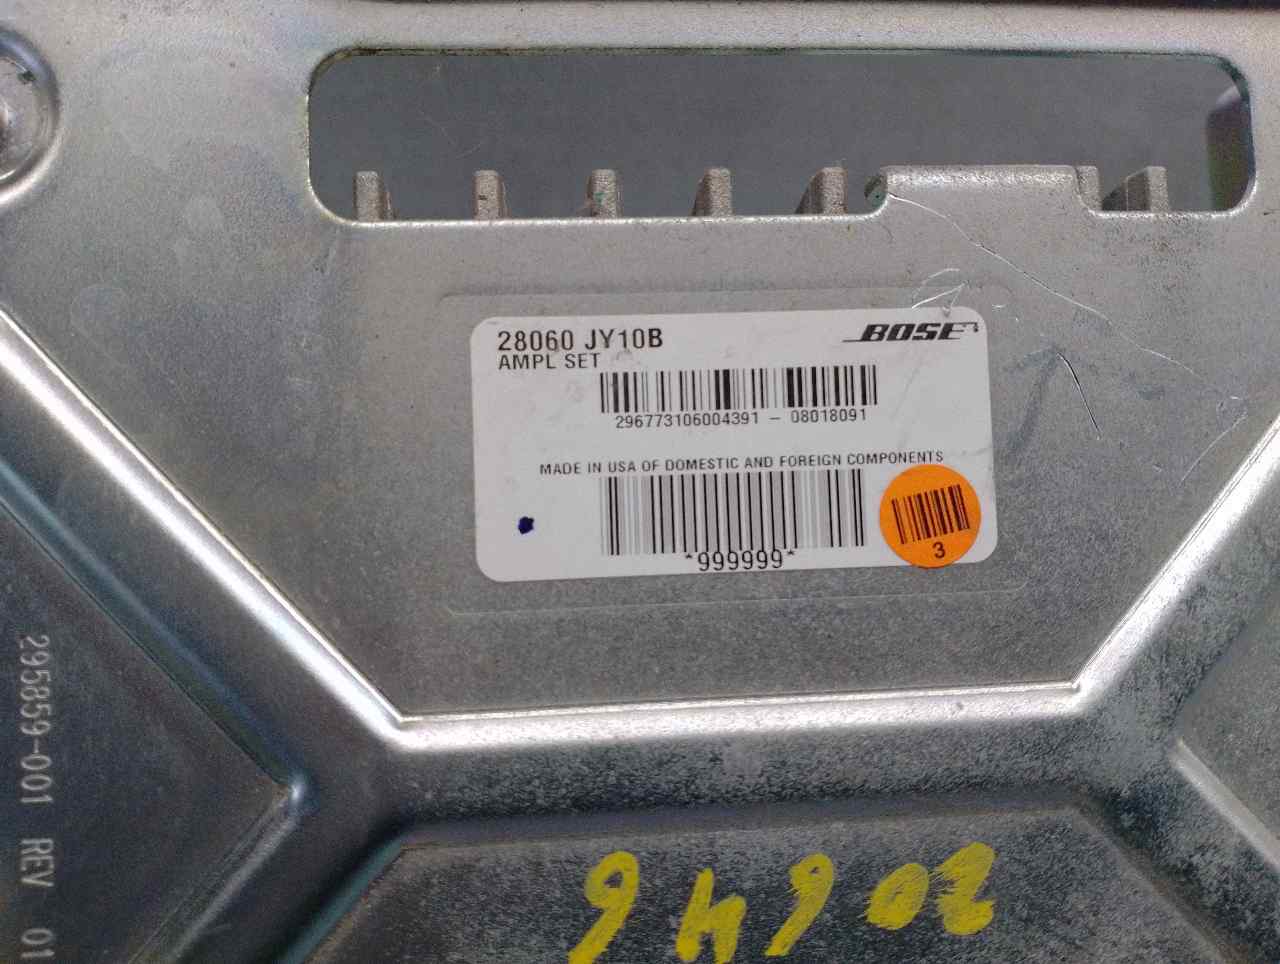 28060 JY10B
BOSE
AMPL SET
296773106004391 - 08018091
MADE IN USA OF DOMESTIC AND FOREIGN COMPONENTS
*999999*
3
295859-001 REV 01
20646